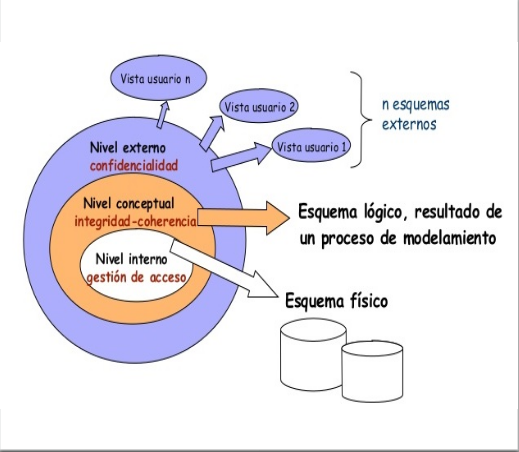 Vista usuario n
Vista usuario 2
Vista usuario 1
n esquemas
externos
Nivel externo
confidencialidad
Nivel conceptual
integridad-coherencia
Nivel interno
gestión de acceso
Esquema lógico, resultado de
un proceso de modelamiento
Esquema físico